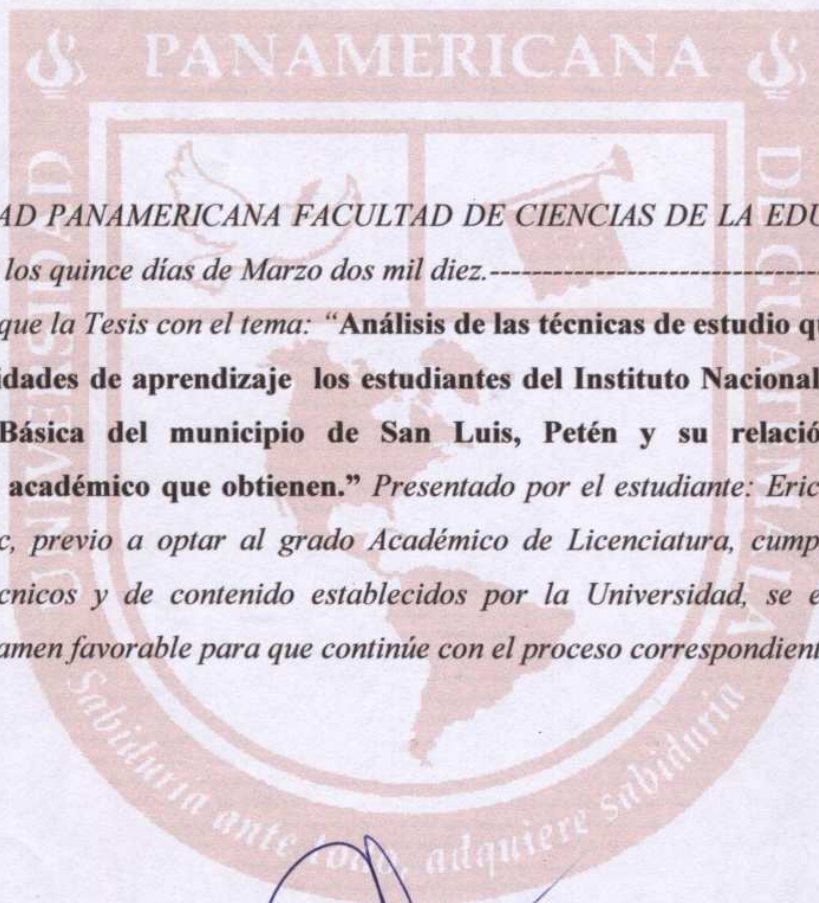 PANAMERICANA
UNIVERSIDAD
DE GUATEMALA
AD PANAMERICANA FACULTAD DE CIENCIAS DE LA EDU
los quince días de Marzo dos mil diez.--------------------------------
que la Tesis con el tema: “Análisis de las técnicas de estudio qu
idades de aprendizaje los estudiantes del Instituto Nacional
Básica del municipio de San Luis, Petén y su relació
académico que obtienen.” Presentado por el estudiante: Eric
c, previo a optar al grado Académico de Licenciatura, cump
cnicos y de contenido establecidos por la Universidad, se e
amen favorable para que continúe con el proceso correspondient
Sabiduría ante todo, adquiere sabiduría